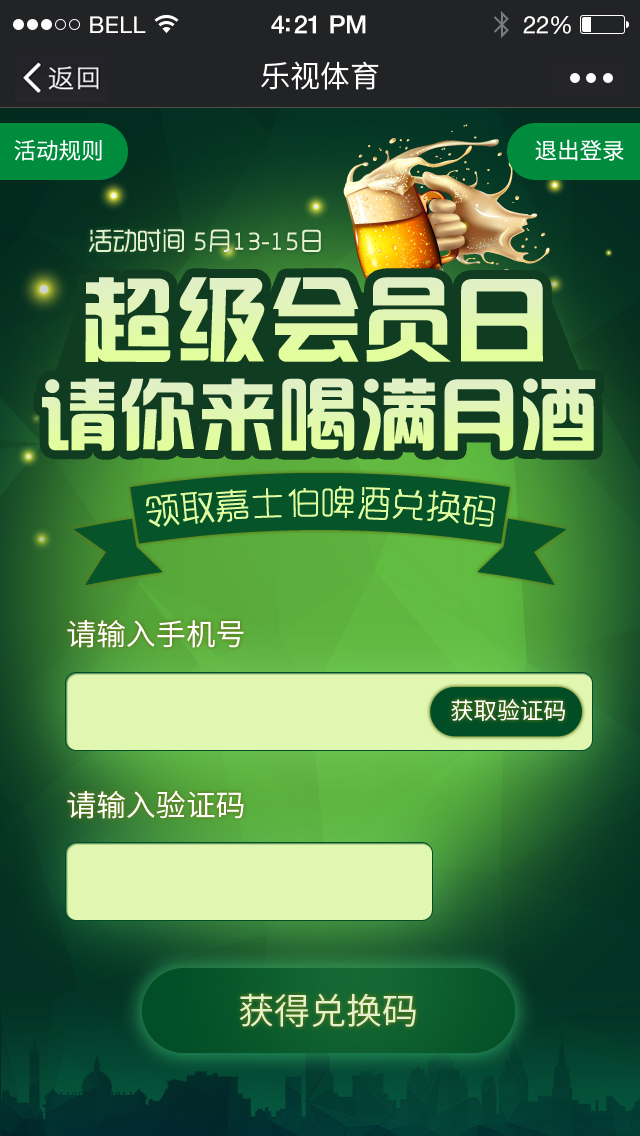 BELL 4:21 PM 22%
返回 乐视体育
活动规则 退出登录
活动时间 5月13-15日
超级会员日
请你来喝满月酒
领取嘉士伯啤酒兑换码
请输入手机号
获取验证码
请输入验证码
获得兑换码